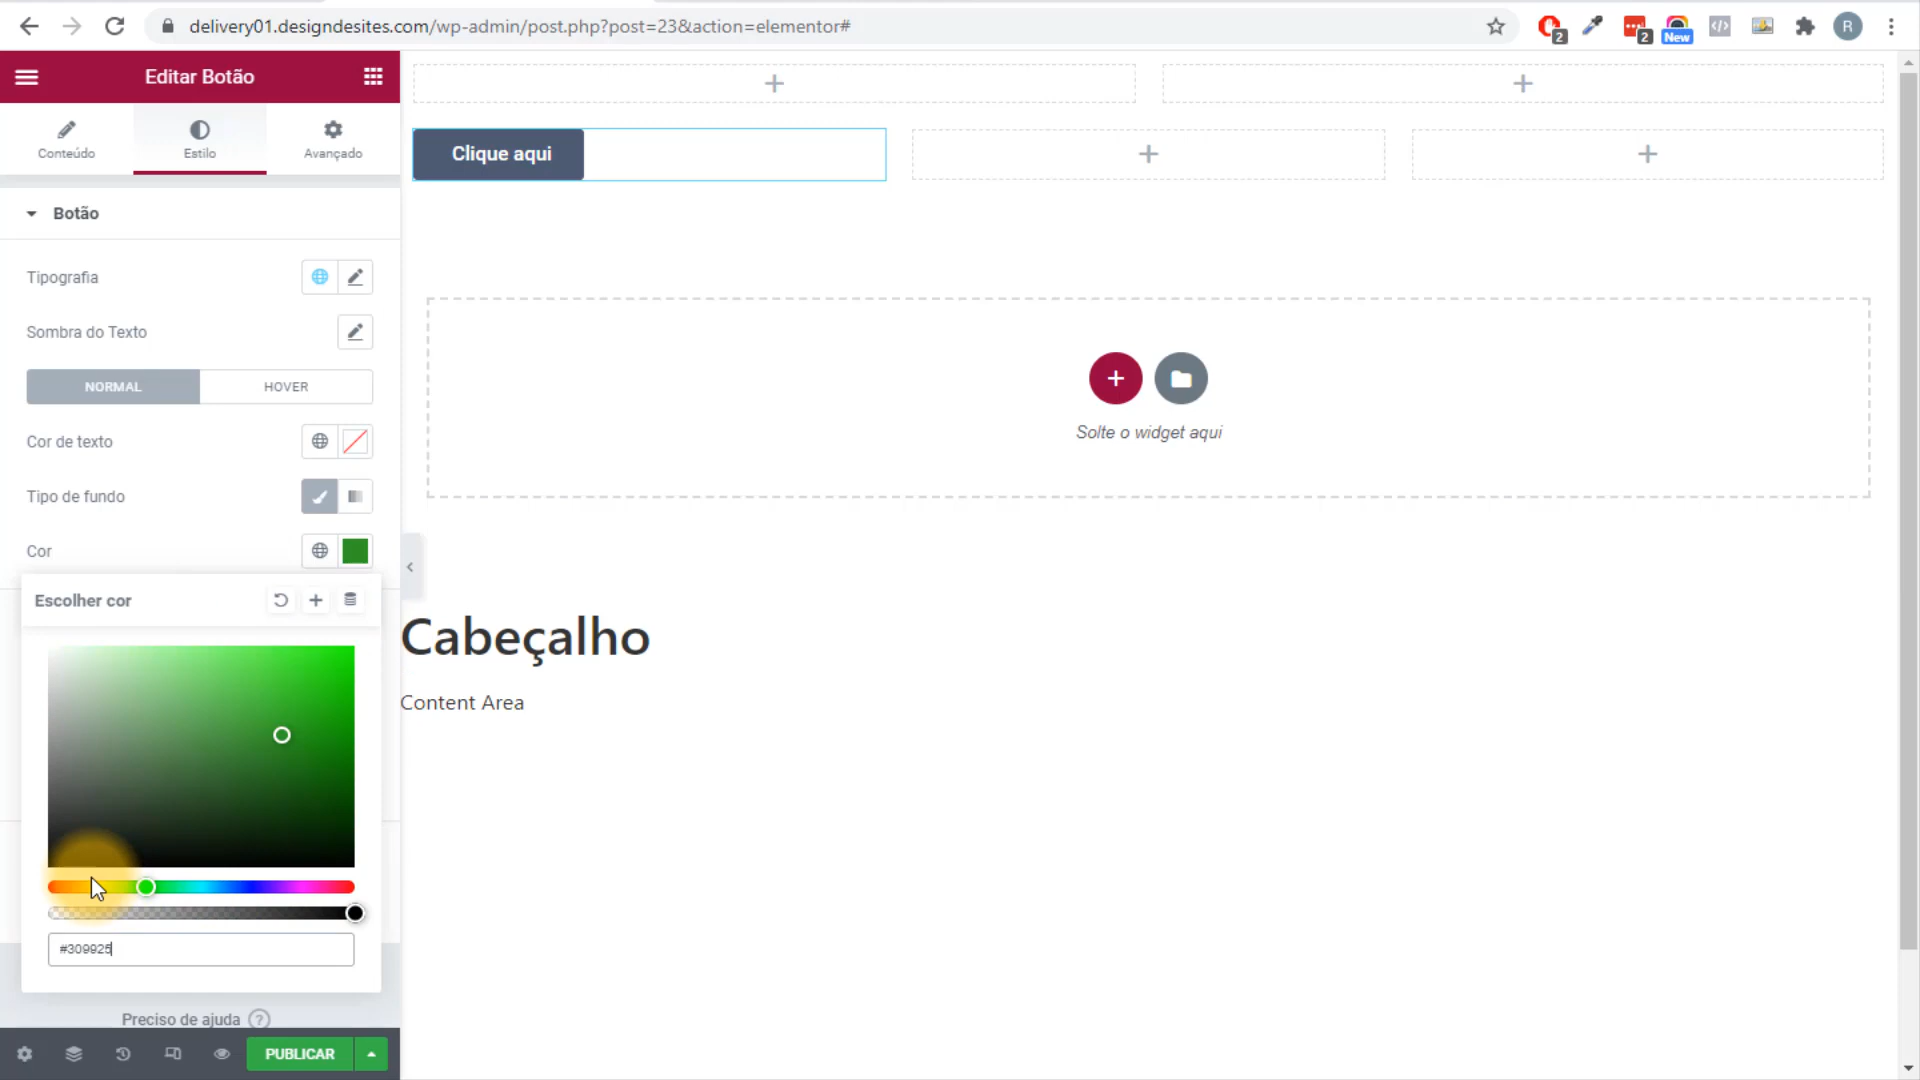 delivery01.designdesites.com/wp-admin/post.php?post=23&action=elementor#
2
2
New
R
Editar Botão
Conteúdo
Estilo
Avançado
Clique aqui
Botão
Tipografia
Sombra do Texto
NORMAL
HOVER
Cor de texto
Tipo de fundo
Cor
Solte o widget aqui
Escolher cor
Cabeçalho
Content Area
#309925
Preciso de ajuda ?
PUBLICAR